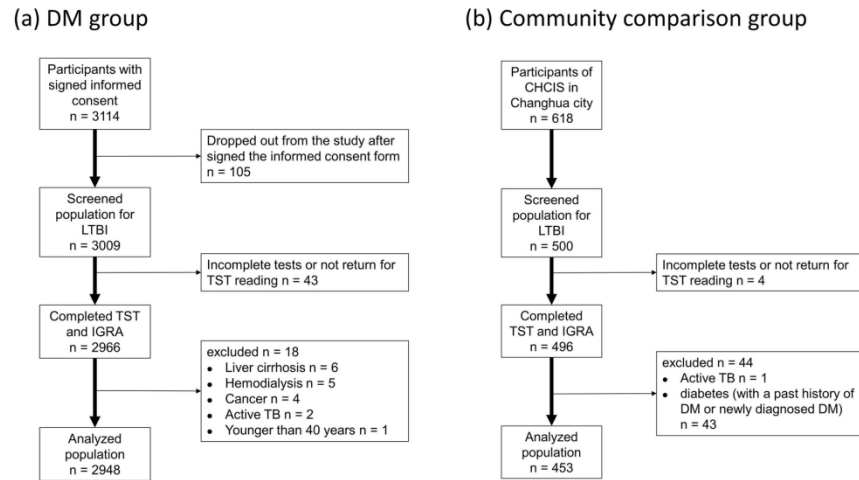 (a) DM group
Participants with
signed informed
consent
n = 3114
Dropped out from the study after
signed the informed consent form
n = 105
Screened
population for
LTBI
n = 3009
Incomplete tests or not return for
TST reading n = 43
Completed TST
and IGRA
n = 2966
excluded n = 18
• Liver cirrhosis n = 6
• Hemodialysis n = 5
• Cancer n = 4
• Active TB n = 2
• Younger than 40 years n = 1
Analyzed
population
n = 2948
(b) Community comparison group
Participants of
CHCIS in
Changhua city
n = 618
Screened
population for
LTBI
n = 500
Incomplete tests or not return for
TST reading n = 4
Completed
TST and IGRA
n = 496
excluded n = 44
• Active TB n = 1
• diabetes (with a past history of
DM or newly diagnosed DM)
n = 43
Analyzed
population
n = 453